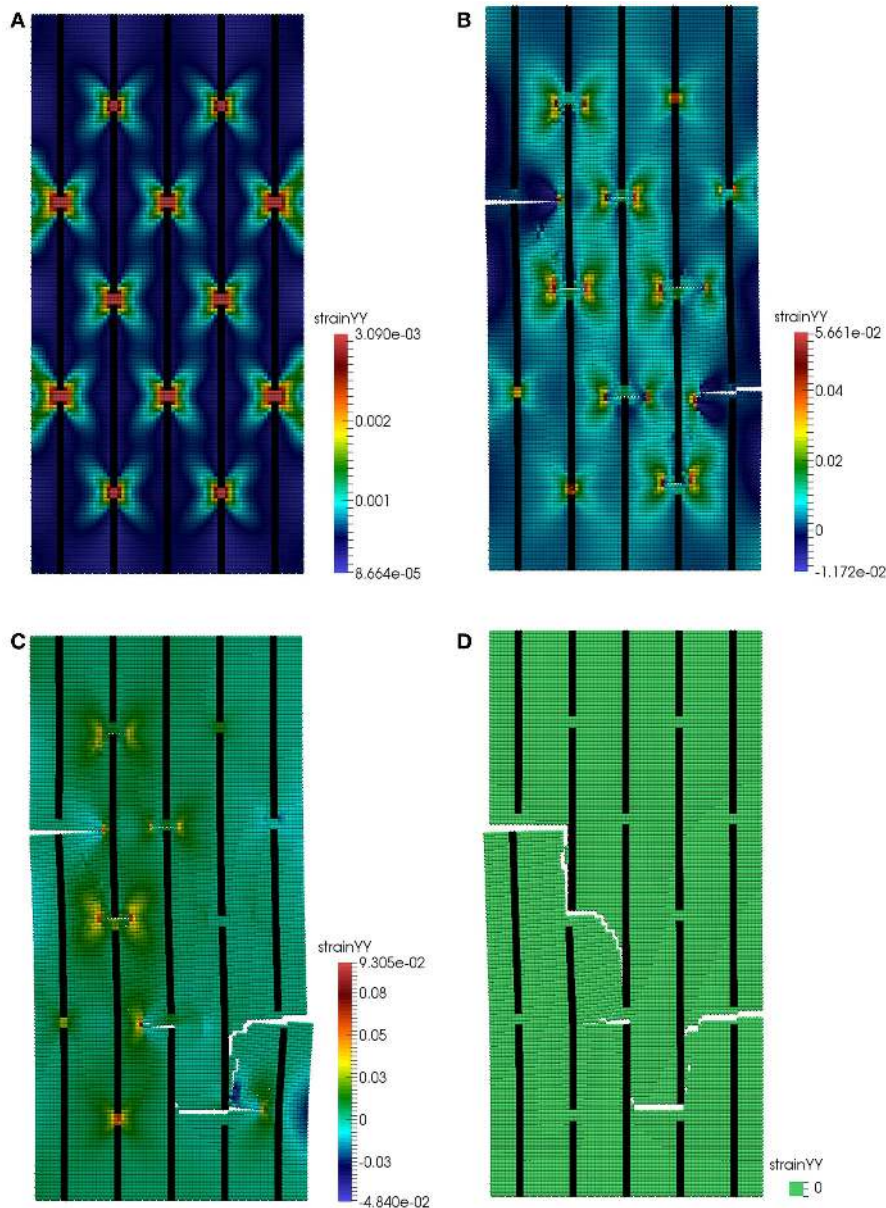 A
strainYY
3.090e-03
0.002
0.001
8.664e-05
B
strainYY
5.661e-02
0.04
0.02
0
-1.172e-02
C
strainYY
9.305e-02
0.08
0.05
0.03
0
-0.03
-4.840e-02
D
strainYY
0